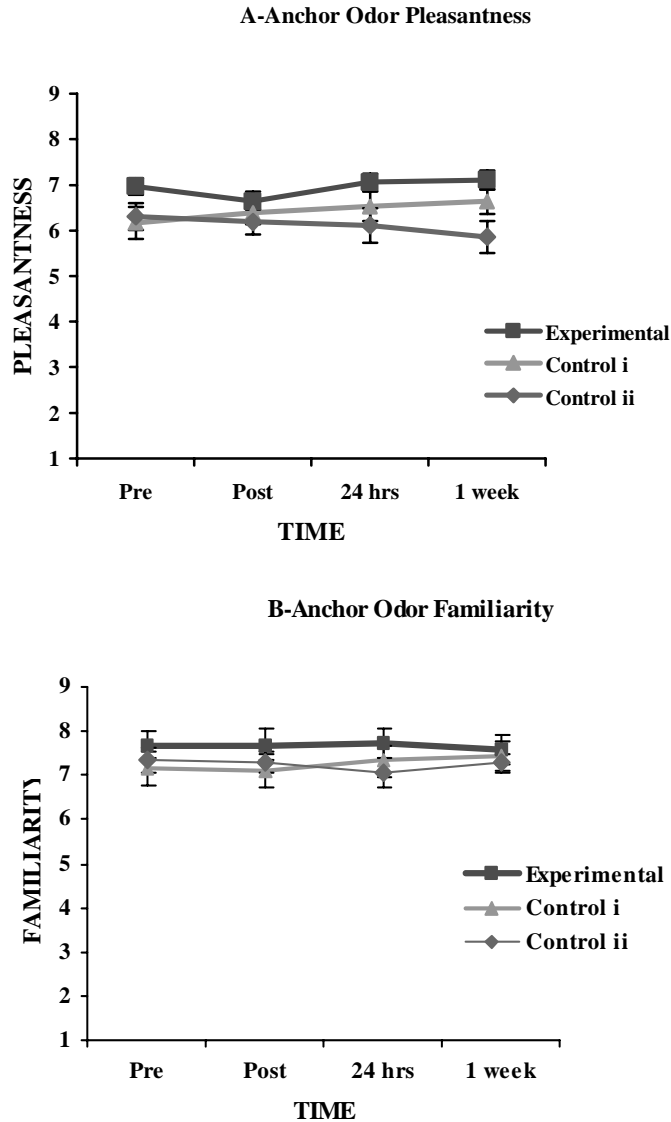 A-Anchor Odor Pleasantness
9
8
7
6
5
4
3
2
1
PLEASANTNESS
Experimental
Control i
Control ii
Pre Post 24 hrs 1 week
TIME
B-Anchor Odor Familiarity
9
8
7
6
5
4
3
2
1
FAMILIARITY
Experimental
Control i
Control ii
Pre Post 24 hrs 1 week
TIME